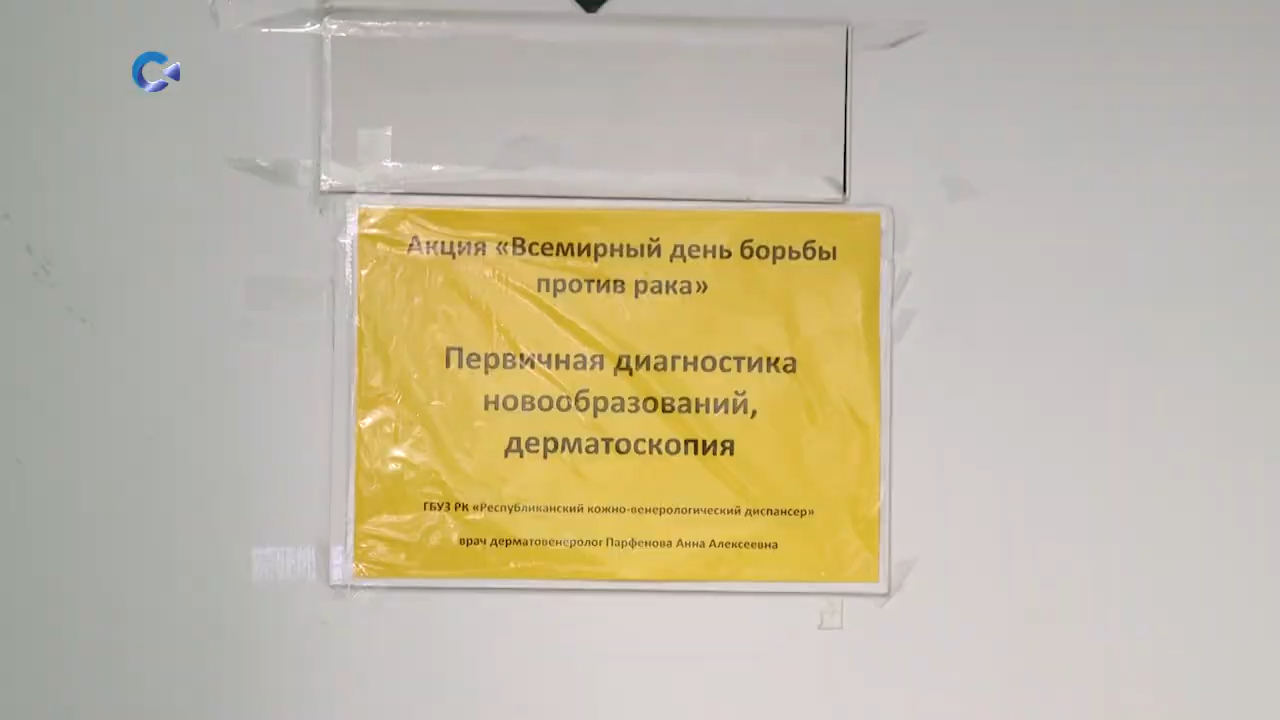 Акция «Всемирный день борьбы
против рака»
Первичная диагностика
новообразований,
дерматоскопия
ГБУЗ РК «Республиканский кожно-венерологический диспансер»
врач дерматовенеролог Парфенова Анна Алексеевна